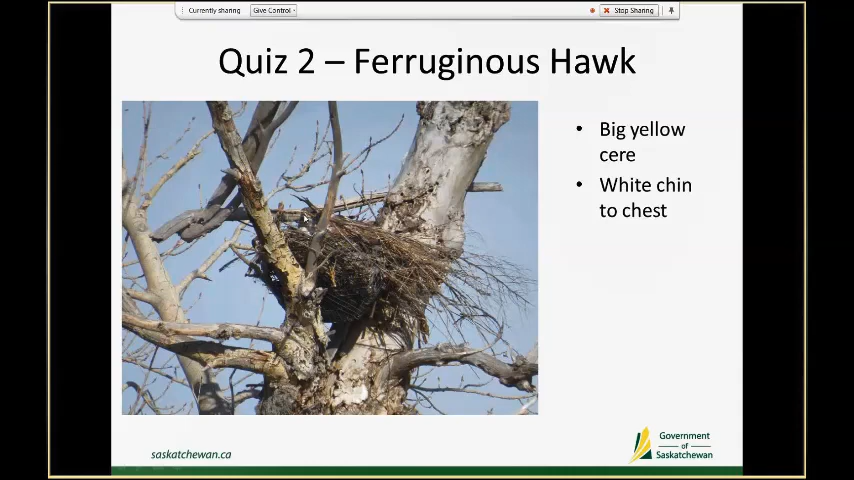 Currently sharing
Give Control
Stop Sharing
Quiz 2 – Ferruginous Hawk
• Big yellow
cere
• White chin
to chest
saskatchewan.ca
Government
of
Saskatchewan